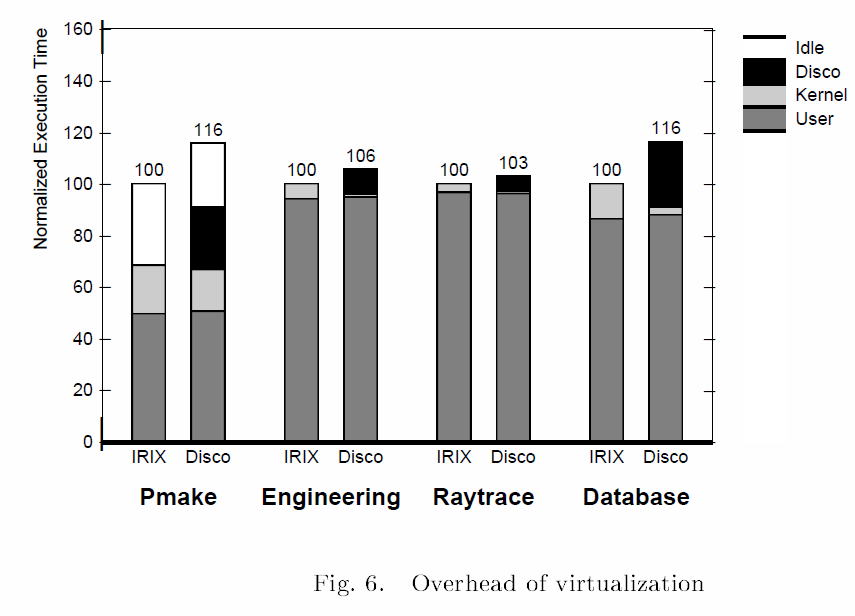 Normalized Execution Time
160
140
120
100
80
60
40
20
0
100
116
100
106
100
103
100
116
IRIX Disco IRIX Disco IRIX Disco IRIX Disco
Pmake Engineering Raytrace Database
Idle
Disco
Kernel
User
Fig. 6. Overhead of virtualization